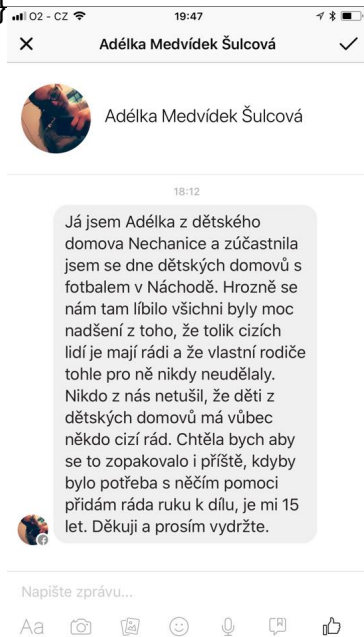 O2 - CZ
19:47
Adélka Medvídek Šulcová
Adélka Medvídek Šulcová
18:12
Já jsem Adélka z dětského
domova Nechanice a zúčastnila
jsem se dne dětských domovů s
fotbalem v Náchodě. Hrozně se
nám tam líbilo všichni byly moc
nadšení z toho, že tolik cizích
lidí je mají rádi a že vlastní rodiče
tohle pro ně nikdy neudělaly.
Nikdo z nás netušil, že děti z
dětských domovů má vůbec
někdo cizí rád. Chtěla bych aby
se to zopakovalo i příště, kdyby
bylo potřeba s něčím pomoci
přidám ráda ruku k dílu, je mi 15
let. Děkuji a prosím vydržte.
Napište zprávu...
Aa